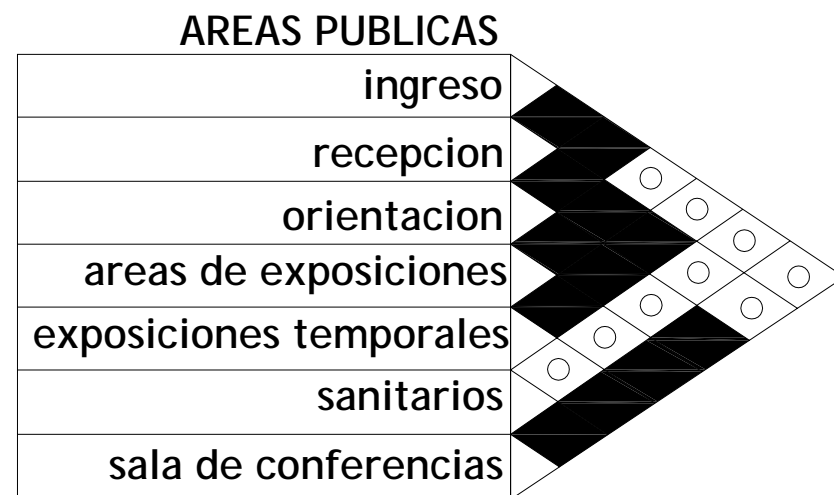 AREAS PUBLICAS
ingreso
recepcion
orientacion
areas de exposiciones
exposiciones temporales
sanitarios
sala de conferencias